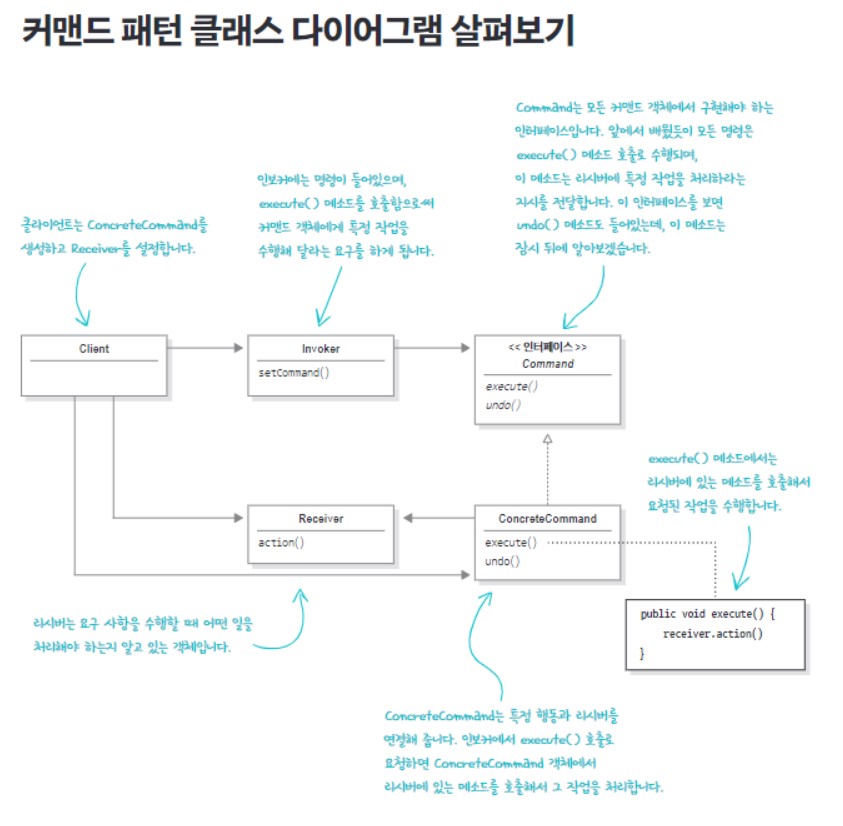 커맨드 패턴 클래스 다이어그램 살펴보기
Command는 모든 커맨드 객체에서 구현해야 하는
인터페이스입니다. 앞에서 배웠듯이 모든 명령은
execute() 메소드 호출로 수행되며,
이 메소드는 리시버에 특정 작업을 처리하라는
지시를 전달합니다. 이 인터페이스를 보면
undo() 메소드도 들어있는데, 이 메소드는
잠시 뒤에 알아보겠습니다.
인보커에는 명령이 들어있으며,
execute() 메소드를 호출함으로써
커맨드 객체에게 특정 작업을
수행해 달라는 요구를 하게 됩니다.
클라이언트는 ConcreteCommand를
생성하고 Receiver를 설정합니다.
Client
Invoker
setCommand()
<< 인터페이스 >>
Command
execute()
undo()
execute() 메소드에서는
리시버에 있는 메소드를 호출해서
요청된 작업을 수행합니다.
Receiver
action()
ConcreteCommand
execute()
undo()
public void execute() {
receiver.action()
}
리시버는 요구 사항을 수행할 때 어떤 일을
처리해야 하는지 알고 있는 객체입니다.
ConcreteCommand는 특정 행동과 리시버를
연결해 줍니다. 인보커에서 execute() 호출로
요청하면 ConcreteCommand 객체에서
리시버에 있는 메소드를 호출해서 그 작업을 처리합니다.